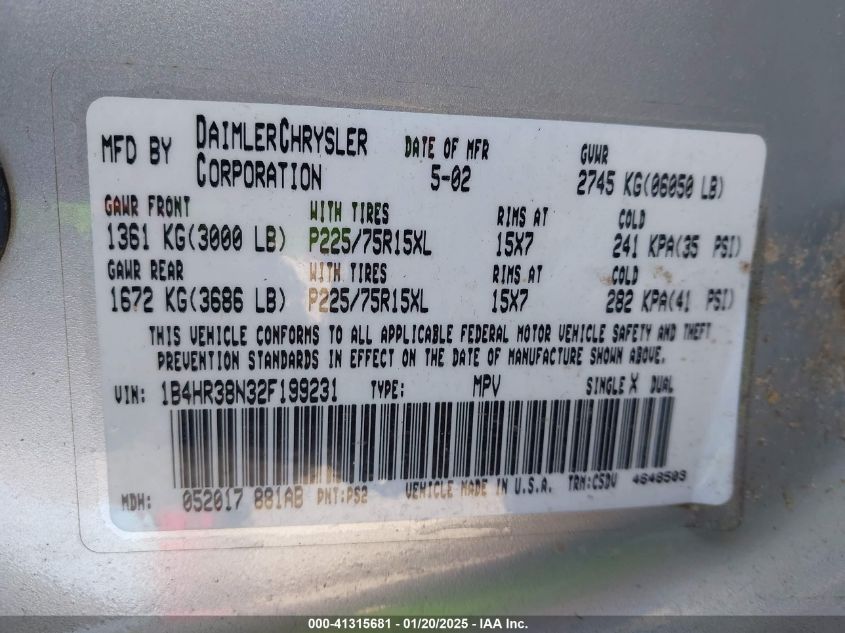 MFD BY DAIMLERCHRYSLER CORPORATION DATE OF MFR 5-02 GVWR 2745 KG(06050 LB)
GAWR FRONT WITH TIRES RIMS AT COLD
1361 KG(3000 LB) P225/75R15XL 15X7 241 KPA(35 PSI)
GAWR REAR WITH TIRES RIMS AT COLD
1672 KG(3686 LB) P225/75R15XL 15X7 282 KPA(41 PSI)
THIS VEHICLE CONFORMS TO ALL APPLICABLE FEDERAL MOTOR VEHICLE SAFETY AND THEFT
PREVENTION STANDARDS IN EFFECT ON THE DATE OF MANUFACTURE SHOWN ABOVE.
VIN: 1B4HR38N32F199231 TYPE: MPV SINGLE X DUAL
MDH: 052017 881AB PNT:PS2 VEHICLE MADE IN U.S.A. TRM:CSDV 4648503
000-41315681 - 01/20/2025 - IAA Inc.